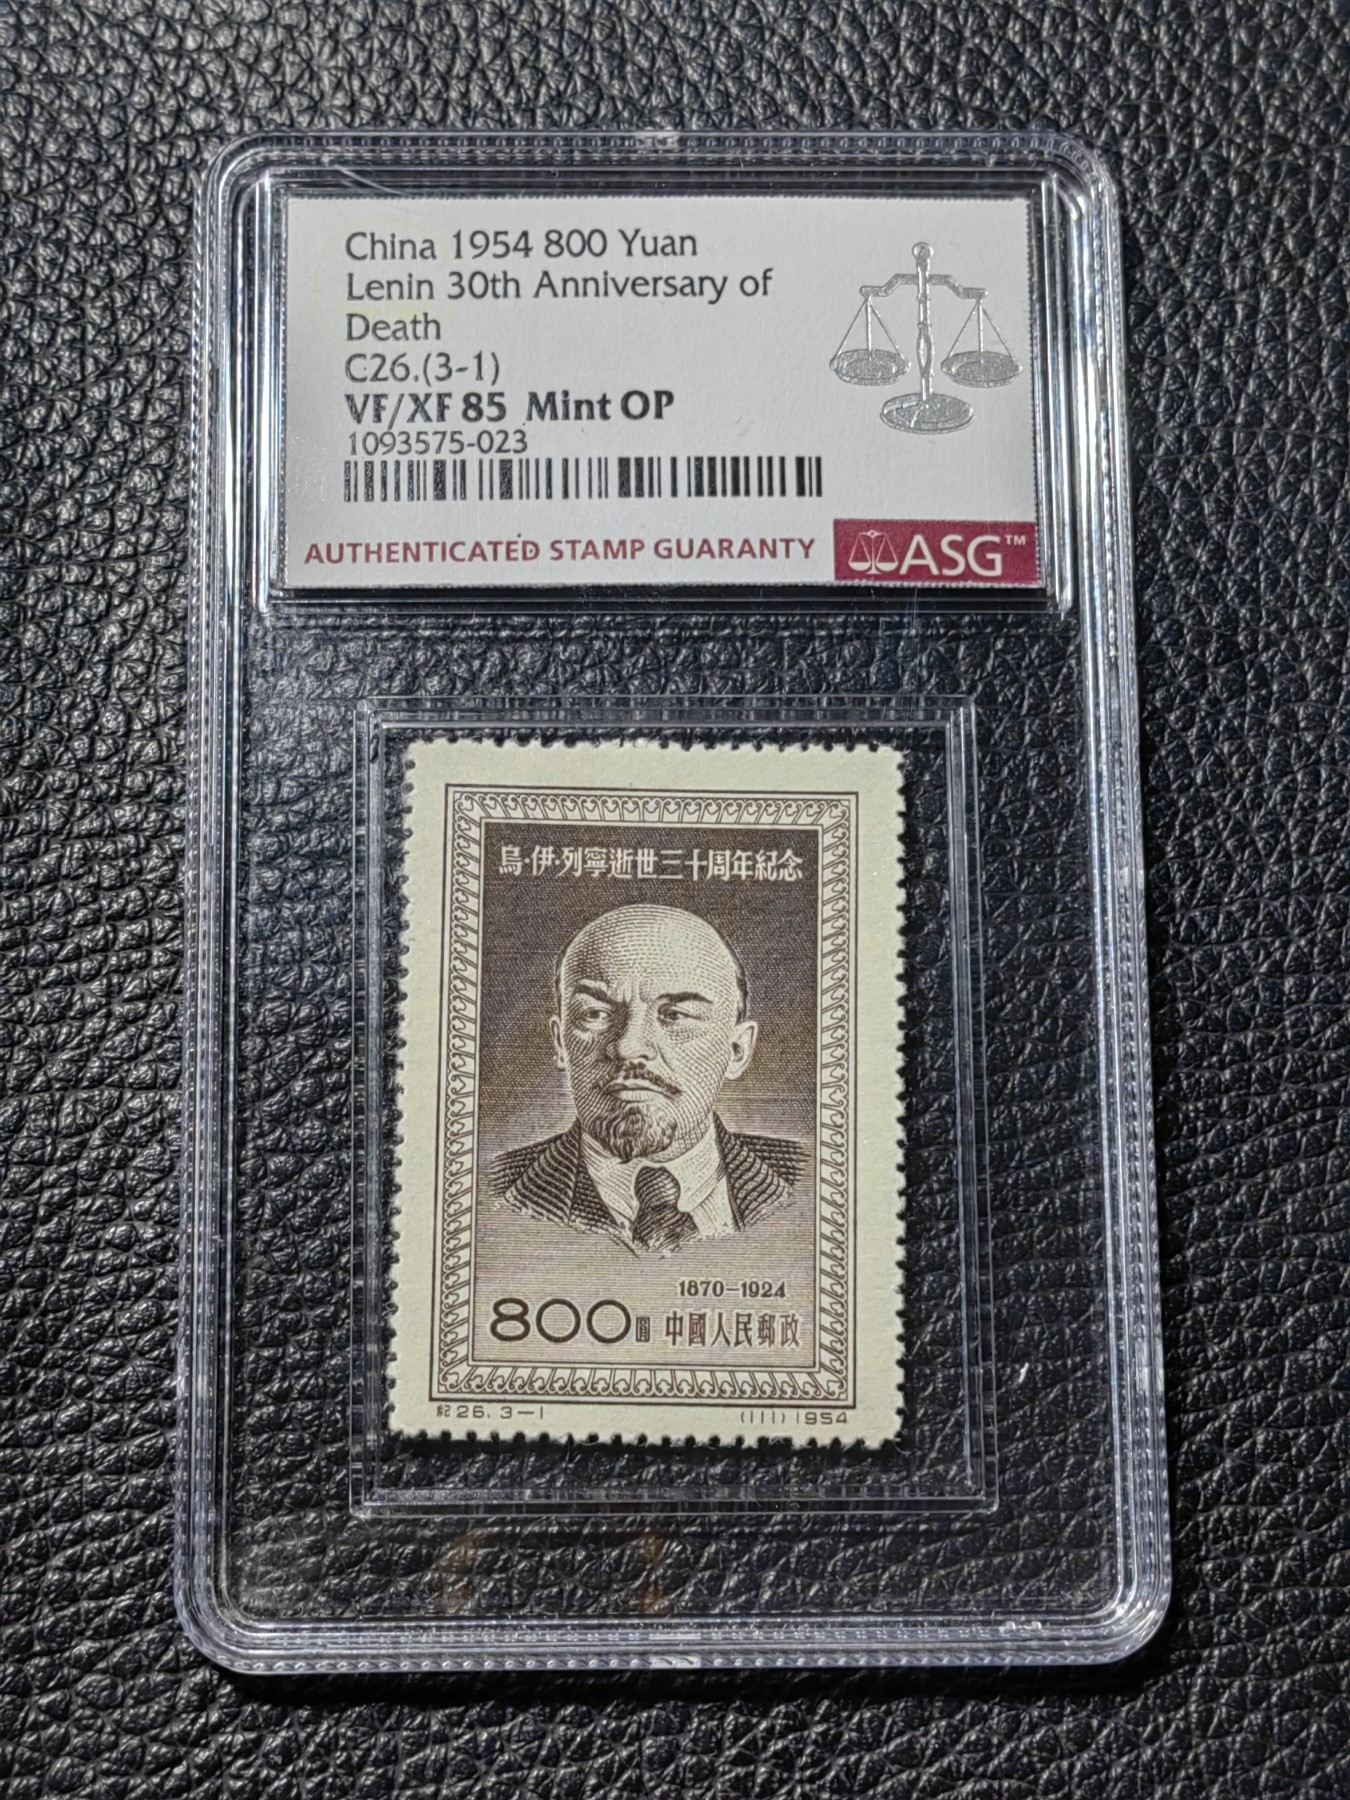 China 1954 800 Yuan
Lenin 30th Anniversary of
Death
C26.(3-1)
VF/XF 85 Mint OP
1093575-023
AUTHENTICATED STAMP GUARANTY
ASG™
烏·伊·列寧逝世三十周年紀念
1870-1924
800圓 中國人民郵政
紀26. 3-1 (111) 1954